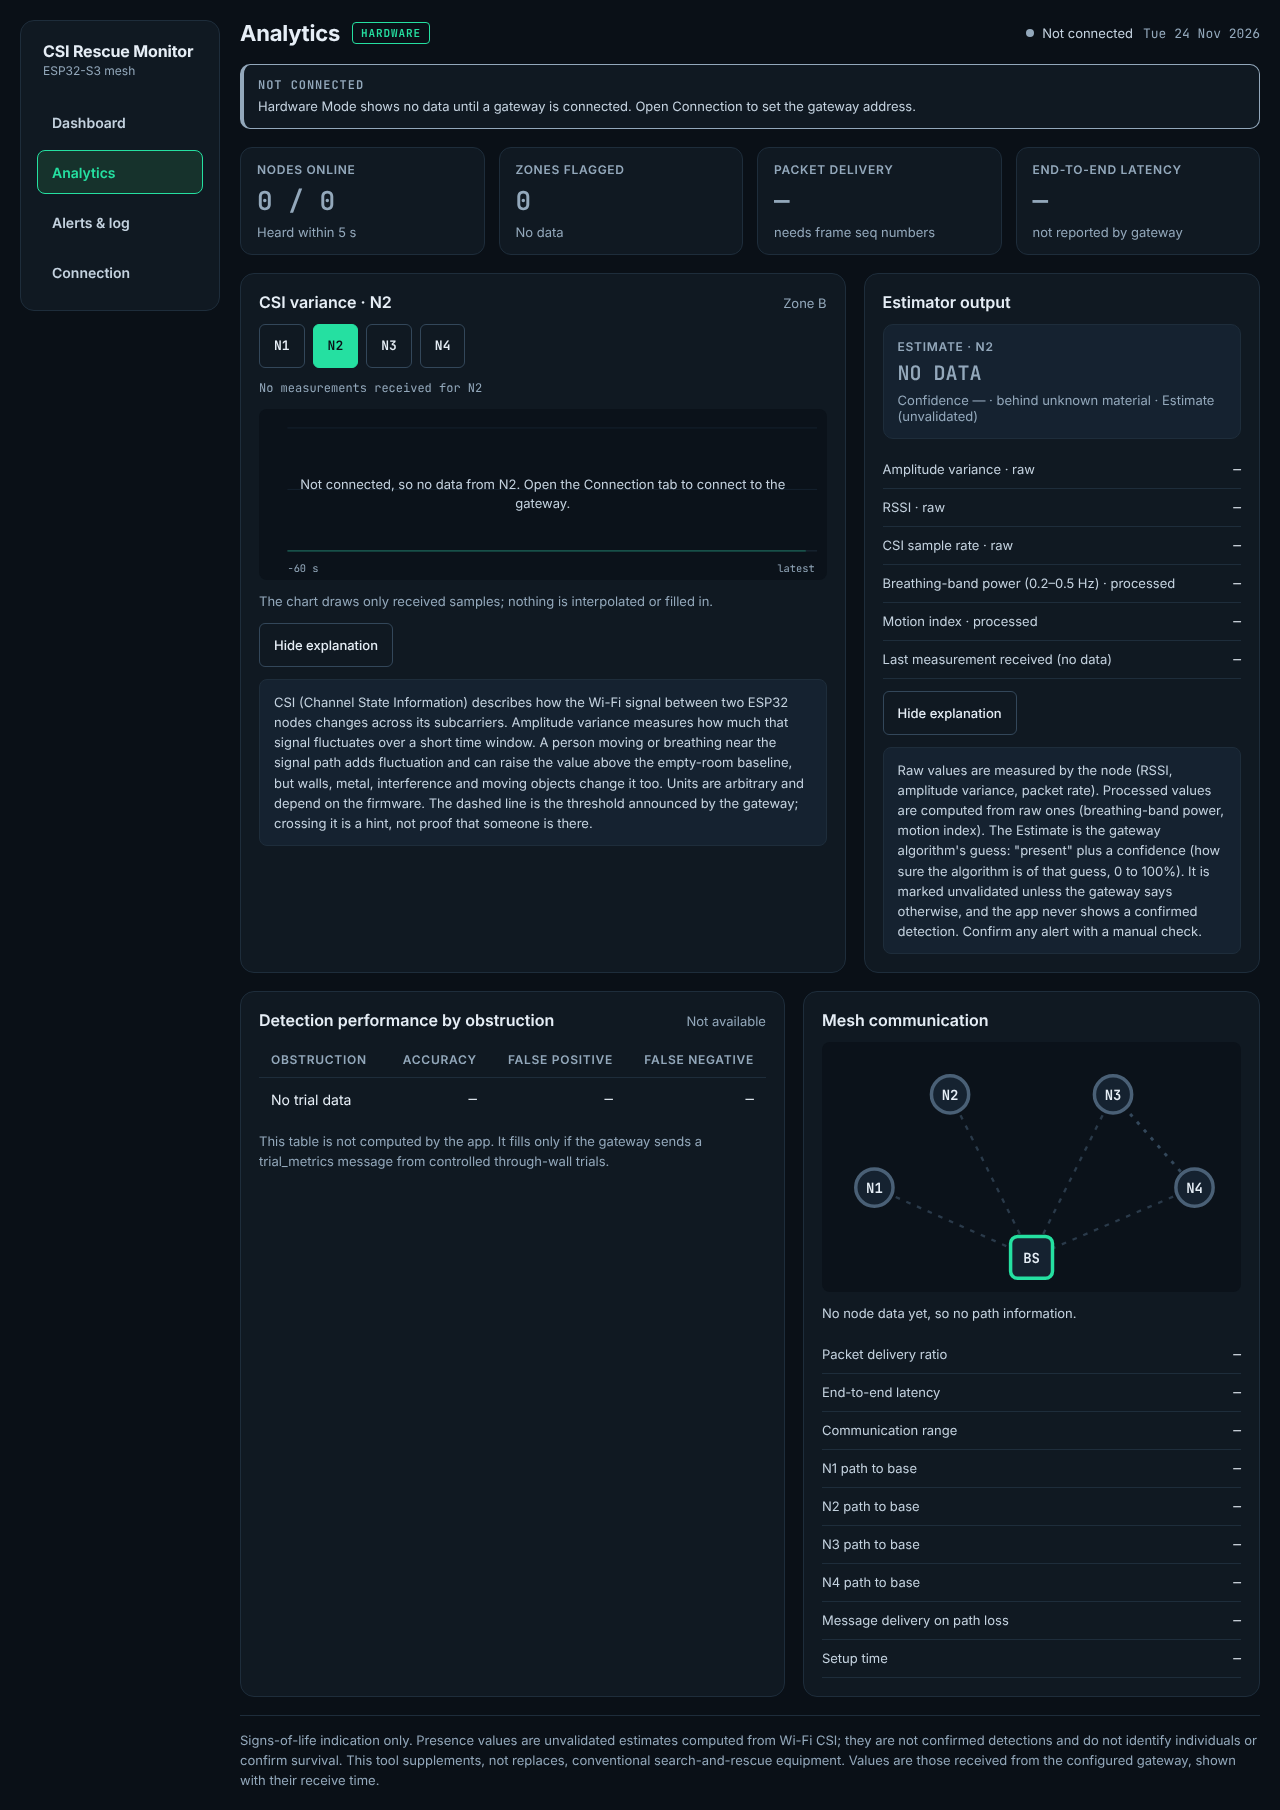 CSI Rescue Monitor
ESP32-S3 mesh
Dashboard
Analytics
Alerts & log
Connection
Analytics
HARDWARE
Not connected
Tue 24 Nov 2026
NOT CONNECTED
Hardware Mode shows no data until a gateway is connected. Open Connection to set the gateway address.
NODES ONLINE
0 / 0
Heard within 5 s
ZONES FLAGGED
0
No data
PACKET DELIVERY
—
needs frame seq numbers
END-TO-END LATENCY
—
not reported by gateway
CSI variance · N2
Zone B
N1
N2
N3
N4
No measurements received for N2
Not connected, so no data from N2. Open the Connection tab to connect to the
gateway.
-60 s
latest
The chart draws only received samples; nothing is interpolated or filled in.
Hide explanation
CSI (Channel State Information) describes how the Wi-Fi signal between two ESP32
nodes changes across its subcarriers. Amplitude variance measures how much that
signal fluctuates over a short time window. A person moving or breathing near the
signal path adds fluctuation and can raise the value above the empty-room baseline,
but walls, metal, interference and moving objects change it too. Units are arbitrary and
depend on the firmware. The dashed line is the threshold announced by the gateway;
crossing it is a hint, not proof that someone is there.
Estimator output
ESTIMATE · N2
NO DATA
Confidence — · behind unknown material · Estimate
(unvalidated)
Amplitude variance · raw —
RSSI · raw —
CSI sample rate · raw —
Breathing-band power (0.2–0.5 Hz) · processed —
Motion index · processed —
Last measurement received (no data) —
Hide explanation
Raw values are measured by the node (RSSI,
amplitude variance, packet rate). Processed values
are computed from raw ones (breathing-band power,
motion index). The Estimate is the gateway
algorithm's guess: "present" plus a confidence (how
sure the algorithm is of that guess, 0 to 100%). It is
marked unvalidated unless the gateway says
otherwise, and the app never shows a confirmed
detection. Confirm any alert with a manual check.
Detection performance by obstruction
Not available
OBSTRUCTION ACCURACY FALSE POSITIVE FALSE NEGATIVE
No trial data — — —
This table is not computed by the app. It fills only if the gateway sends a
trial_metrics message from controlled through-wall trials.
Mesh communication
N2
N3
N1
N4
BS
No node data yet, so no path information.
Packet delivery ratio —
End-to-end latency —
Communication range —
N1 path to base —
N2 path to base —
N3 path to base —
N4 path to base —
Message delivery on path loss —
Setup time —
Signs-of-life indication only. Presence values are unvalidated estimates computed from Wi-Fi CSI; they are not confirmed detections and do not identify individuals or
confirm survival. This tool supplements, not replaces, conventional search-and-rescue equipment. Values are those received from the configured gateway, shown
with their receive time.